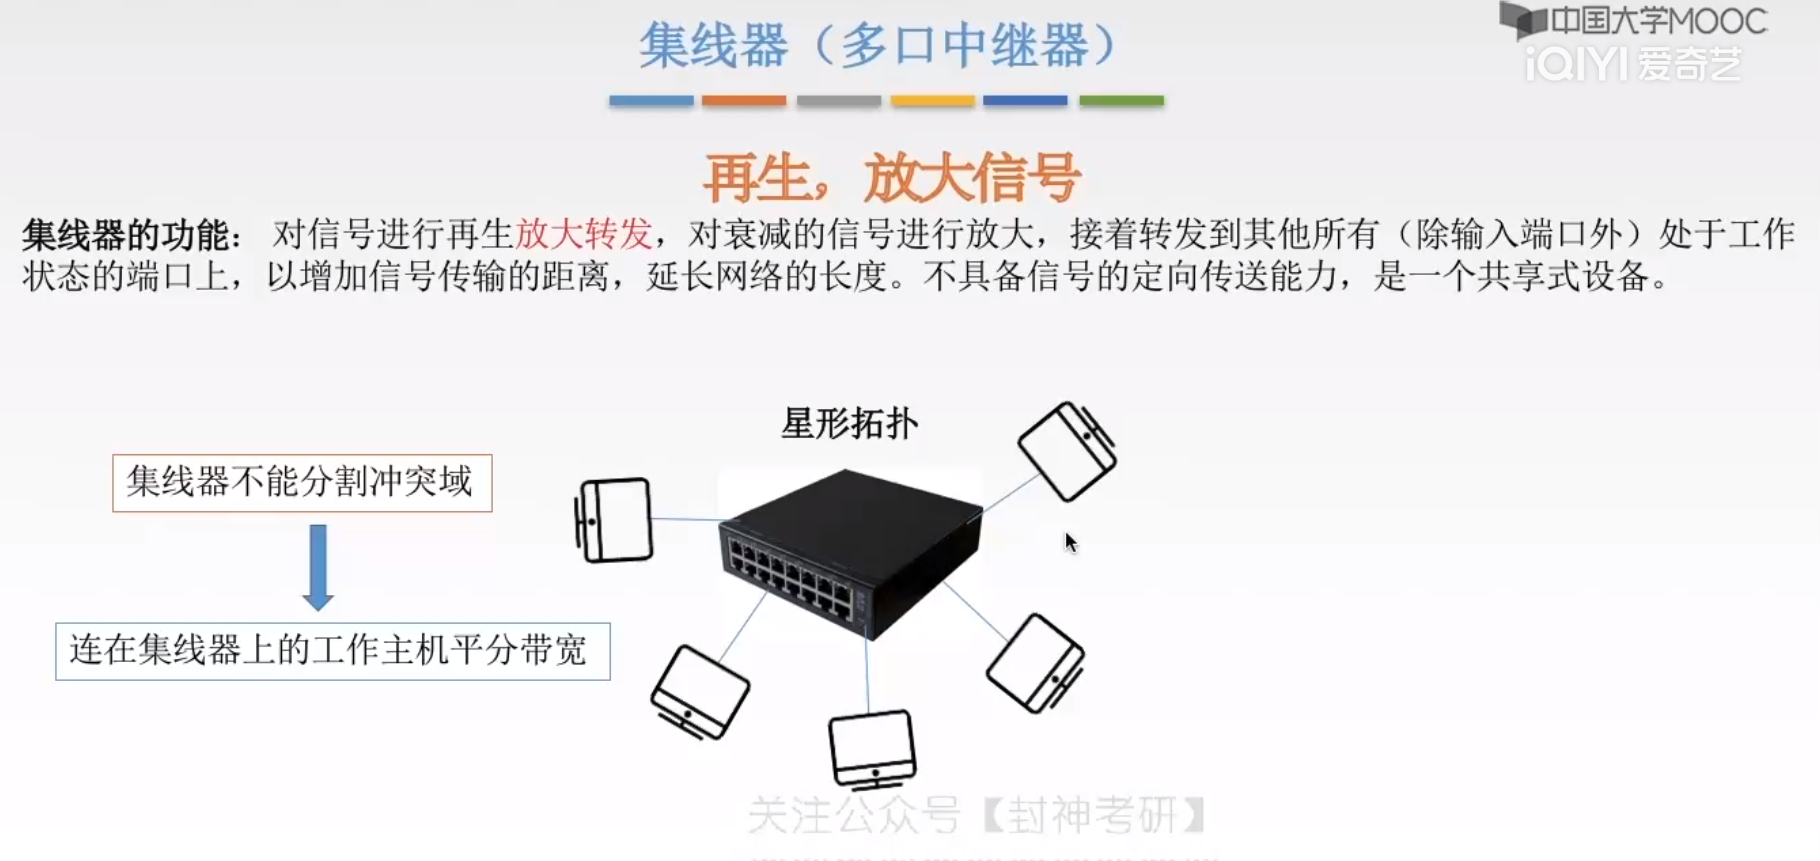 中国大学MOOC
iQIYI 爱奇艺
集线器（多口中继器）
再生，放大信号
集线器的功能： 对信号进行再生放大转发，对衰减的信号进行放大，接着转发到其他所有（除输入端口外）处于工作
状态的端口上，以增加信号传输的距离，延长网络的长度。不具备信号的定向传送能力，是一个共享式设备。
星形拓扑
集线器不能分割冲突域
连在集线器上的工作主机平分带宽
关注公众号【封神考研】